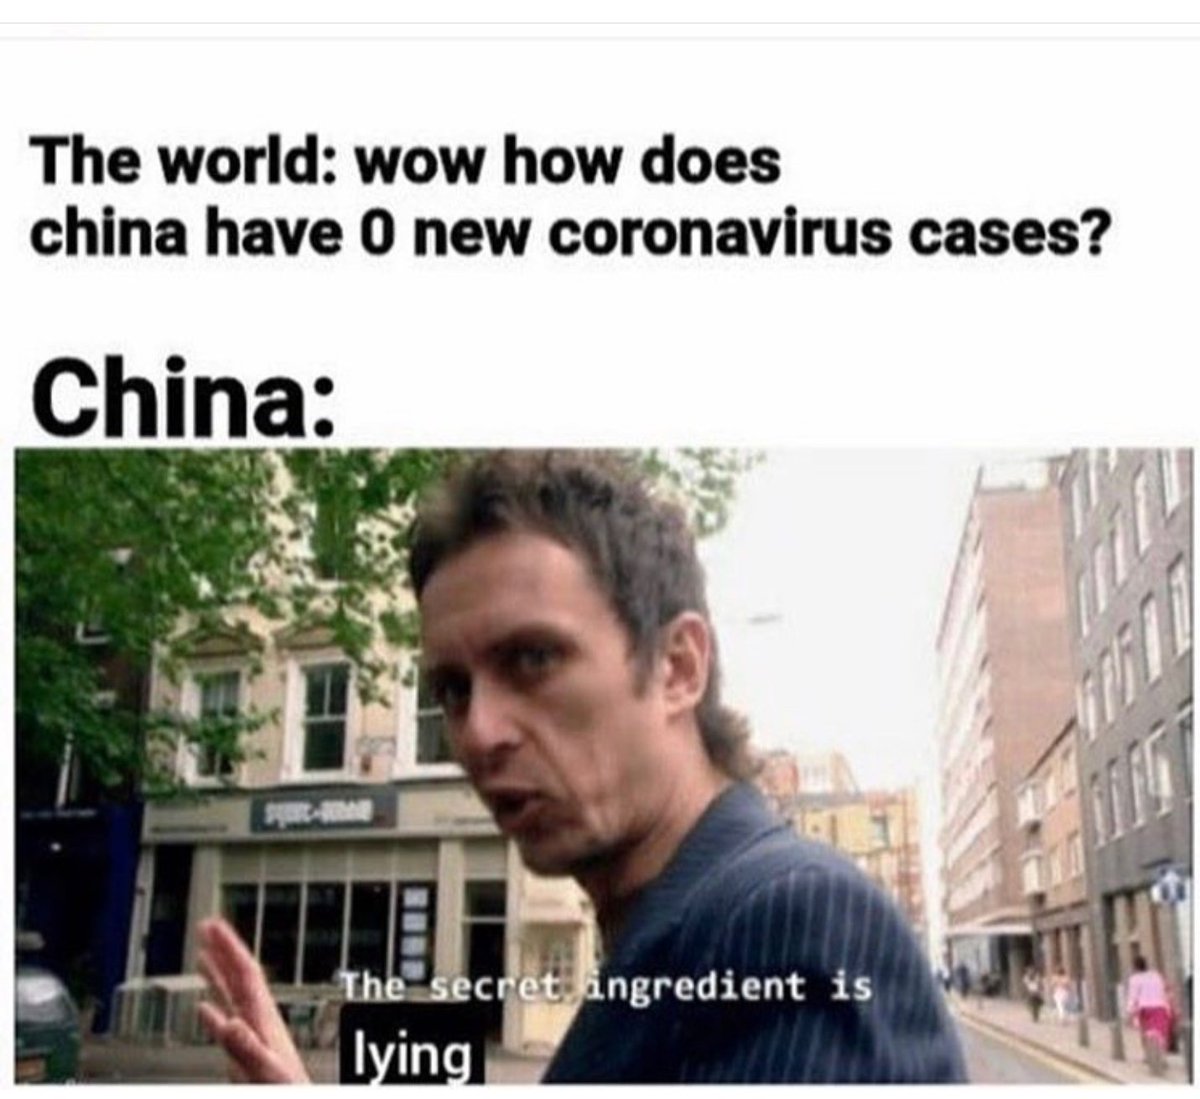 The world: wow how does
china have 0 new coronavirus cases?
China:
The secret ingredient is
lying